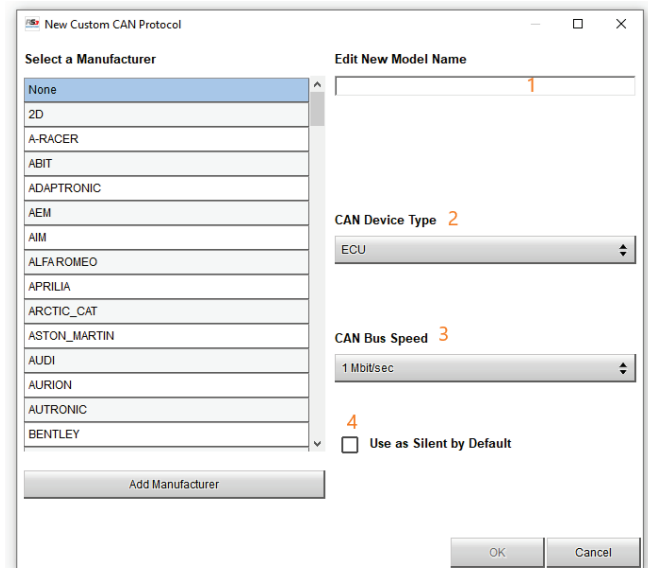 New Custom CAN Protocol
Select a Manufacturer
None
2D
A-RACER
ABIT
ADAPTRONIC
AEM
AIM
ALFA ROMEO
APRILIA
ARCTIC_CAT
ASTON_MARTIN
AUDI
AURION
AUTRONIC
BENTLEY
Add Manufacturer
Edit New Model Name
1
CAN Device Type 2
ECU
CAN Bus Speed 3
1 Mbit/sec
4
Use as Silent by Default
OK Cancel